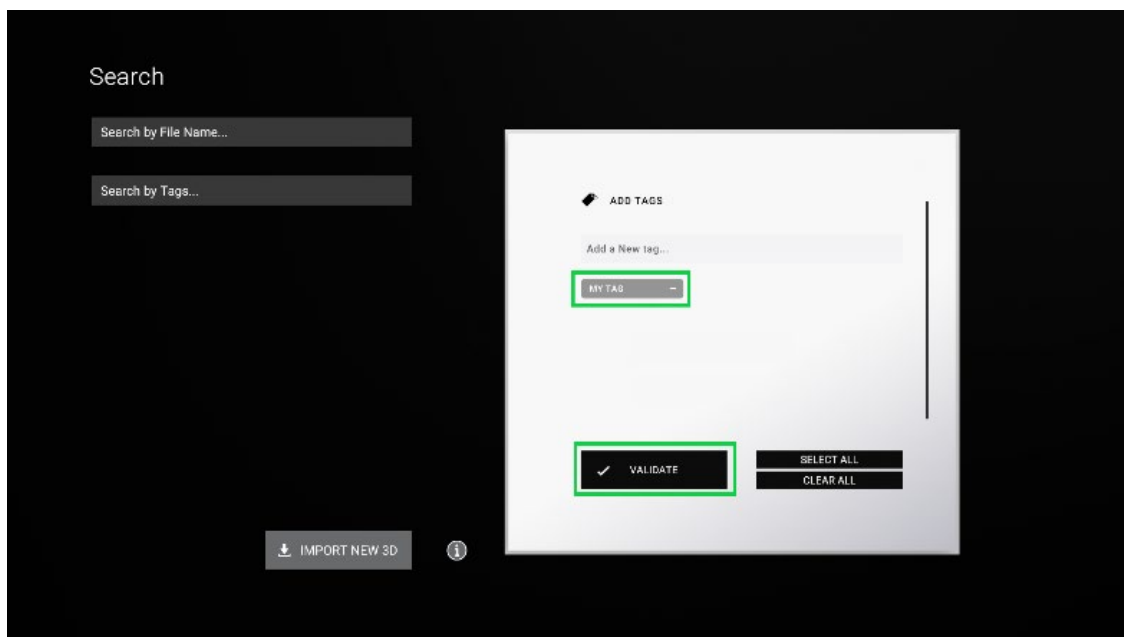 Search
Search by File Name...
Search by Tags...
ADD TAGS
Add a New tag...
MY TAG
VALIDATE
SELECT ALL
CLEAR ALL
IMPORT NEW 3D